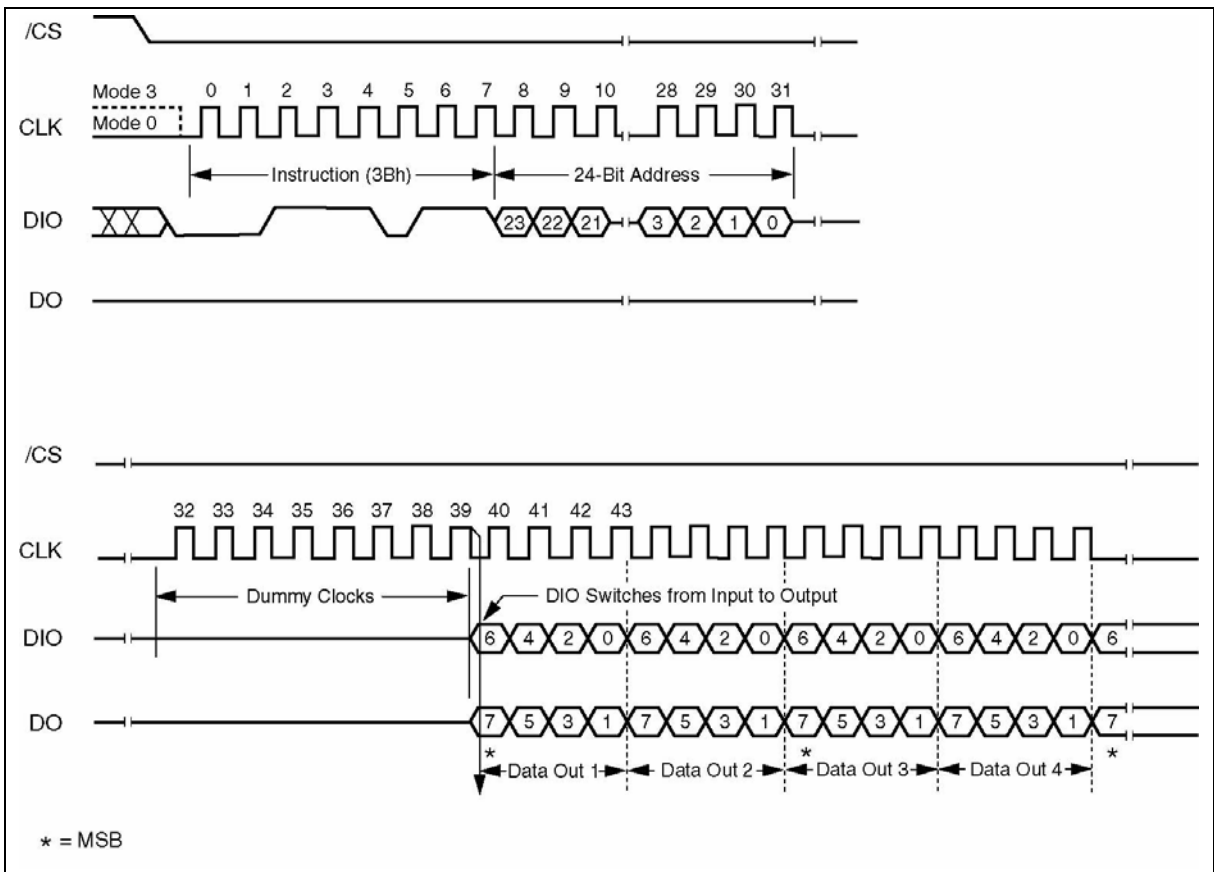 /CS
Mode 3 0 1 2 3 4 5 6 7 8 9 10 28 29 30 31
CLK Mode 0
Instruction (3Bh) 24-Bit Address
DIO 23 22 21 3 2 1 0
DO
/CS
32 33 34 35 36 37 38 39 40 41 42 43
CLK
Dummy Clocks DIO Switches from Input to Output
DIO 6 4 2 0 6 4 2 0 6 4 2 0 6 4 2 0 6
DO 7 5 3 1 7 5 3 1 7 5 3 1 7 5 3 1 7
* * *
Data Out 1 Data Out 2 Data Out 3 Data Out 4
* = MSB